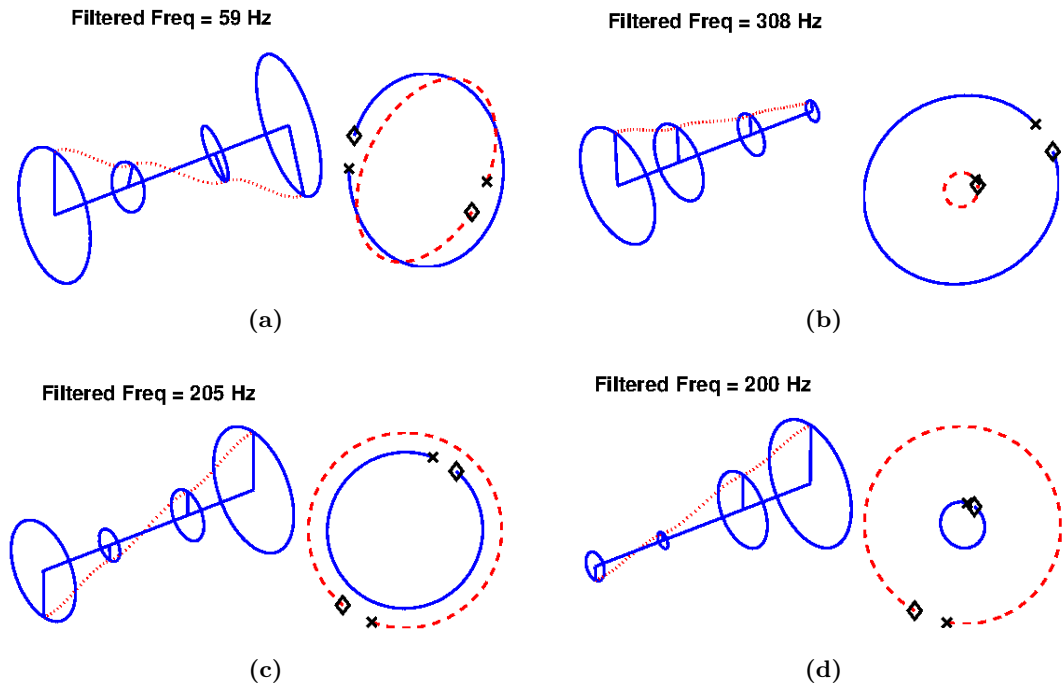 Filtered Freq = 59 Hz
Filtered Freq = 308 Hz
(a)
(b)
Filtered Freq = 205 Hz
Filtered Freq = 200 Hz
(c)
(d)